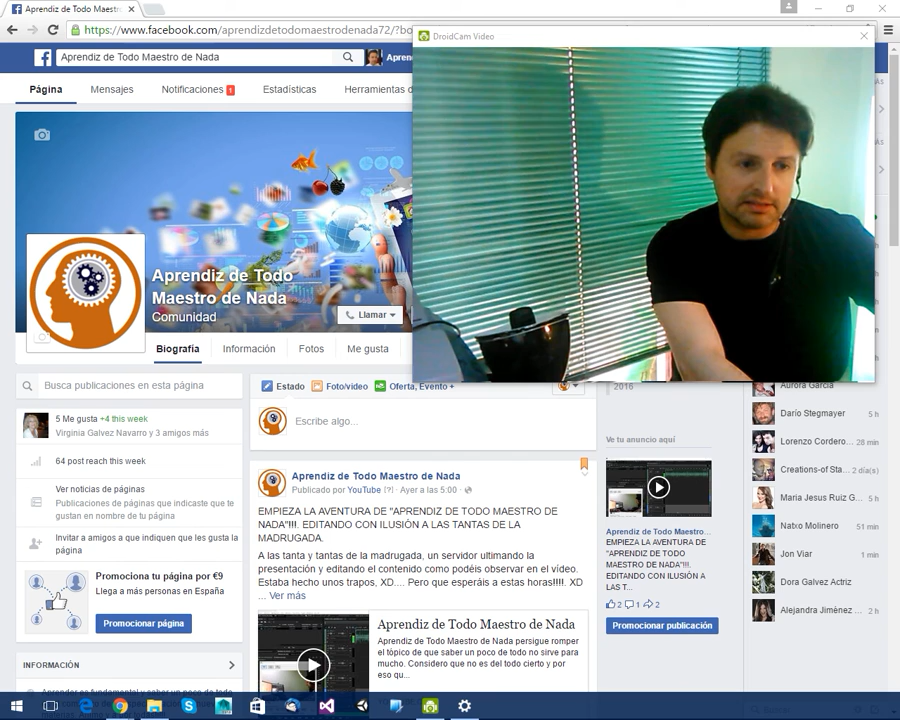 Aprendiz de Todo Maestro
https://www.facebook.com/aprendizdetodomaestrodenada72/?bo
DroidCam Video
Aprendiz de Todo Maestro de Nada
Página
Mensajes
Notificaciones 1
Estadísticas
Herramientas d
Aprendiz de Todo
Maestro de Nada
Comunidad
Llamar
Biografía
Información
Fotos
Me gusta
Busca publicaciones en esta página
5 Me gusta +4 this week
Virginia Galvez Navarro y 3 amigos más
64 post reach this week
Ver noticias de páginas
Publicaciones de páginas que indicaste que te
gustan en nombre de tu página
Invitar a amigos a que indiquen que les gusta la
página
Promociona tu página por €9
Llega a más personas en España
Promocionar página
INFORMACIÓN
Estado
Foto/vídeo
Oferta, Evento +
Escribe algo...
Aprendiz de Todo Maestro de Nada
Publicado por YouTube [?] · Ayer a las 5:00 ·
EMPIEZA LA AVENTURA DE "APRENDIZ DE TODO MAESTRO DE
NADA"!!!. EDITANDO CON ILUSIÓN A LAS TANTAS DE LA
MADRUGADA.
A las tanta y tantas de la madrugada, un servidor ultimando la
presentación y editando el contenido como podéis observar en el vídeo.
Estaba hecho unos trapos, XD.... Pero que esperáis a estas horas!!!!. XD
... Ver más
Aprendiz de Todo Maestro de Nada
Aprendiz de Todo Maestro de Nada persigue romper
el tópico de que saber un poco de todo no sirve para
mucho. Considero que no es del todo cierto y por
eso qu...
2016
Ve tu anuncio aquí
Aprendiz de Todo Maestro...
EMPIEZA LA
AVENTURA DE
"APRENDIZ DE TODO
MAESTRO DE
NADA"!!!. EDITANDO
CON ILUSIÓN A LAS
T...
2 1 2
Promocionar publicación
Aurora García
Darío Stegmayer 5 h
Lorenzo Cordero... 28 min
Creations-of Sta... 2 día(s)
Maria Jesus Ruiz G... 5 h
Natxo Molinero 51 min
Jon Viar 1 min
Dora Galvez Actriz
Alejandra Jiménez ... 2 h